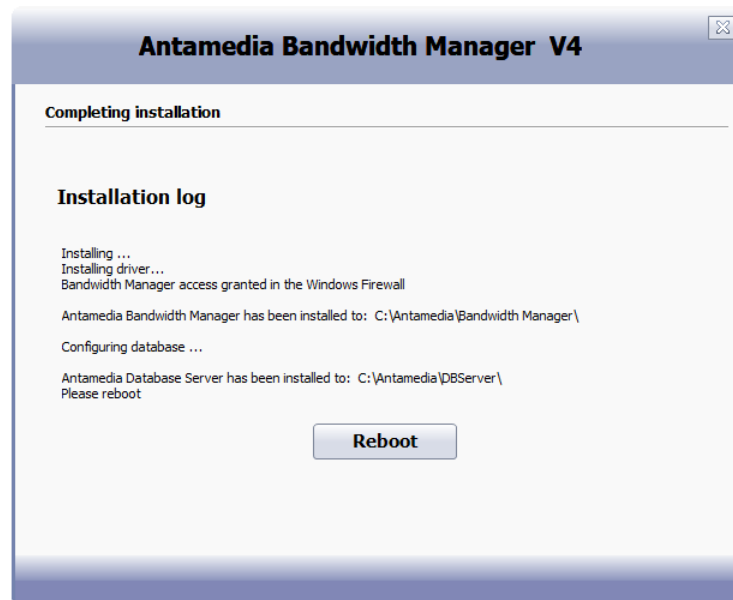 Antamedia Bandwidth Manager V4
Completing installation
Installation log
Installing ...
Installing driver...
Bandwidth Manager access granted in the Windows Firewall
Antamedia Bandwidth Manager has been installed to: C:\Antamedia\Bandwidth Manager\
Configuring database ...
Antamedia Database Server has been installed to: C:\Antamedia\DBServer\
Please reboot
Reboot